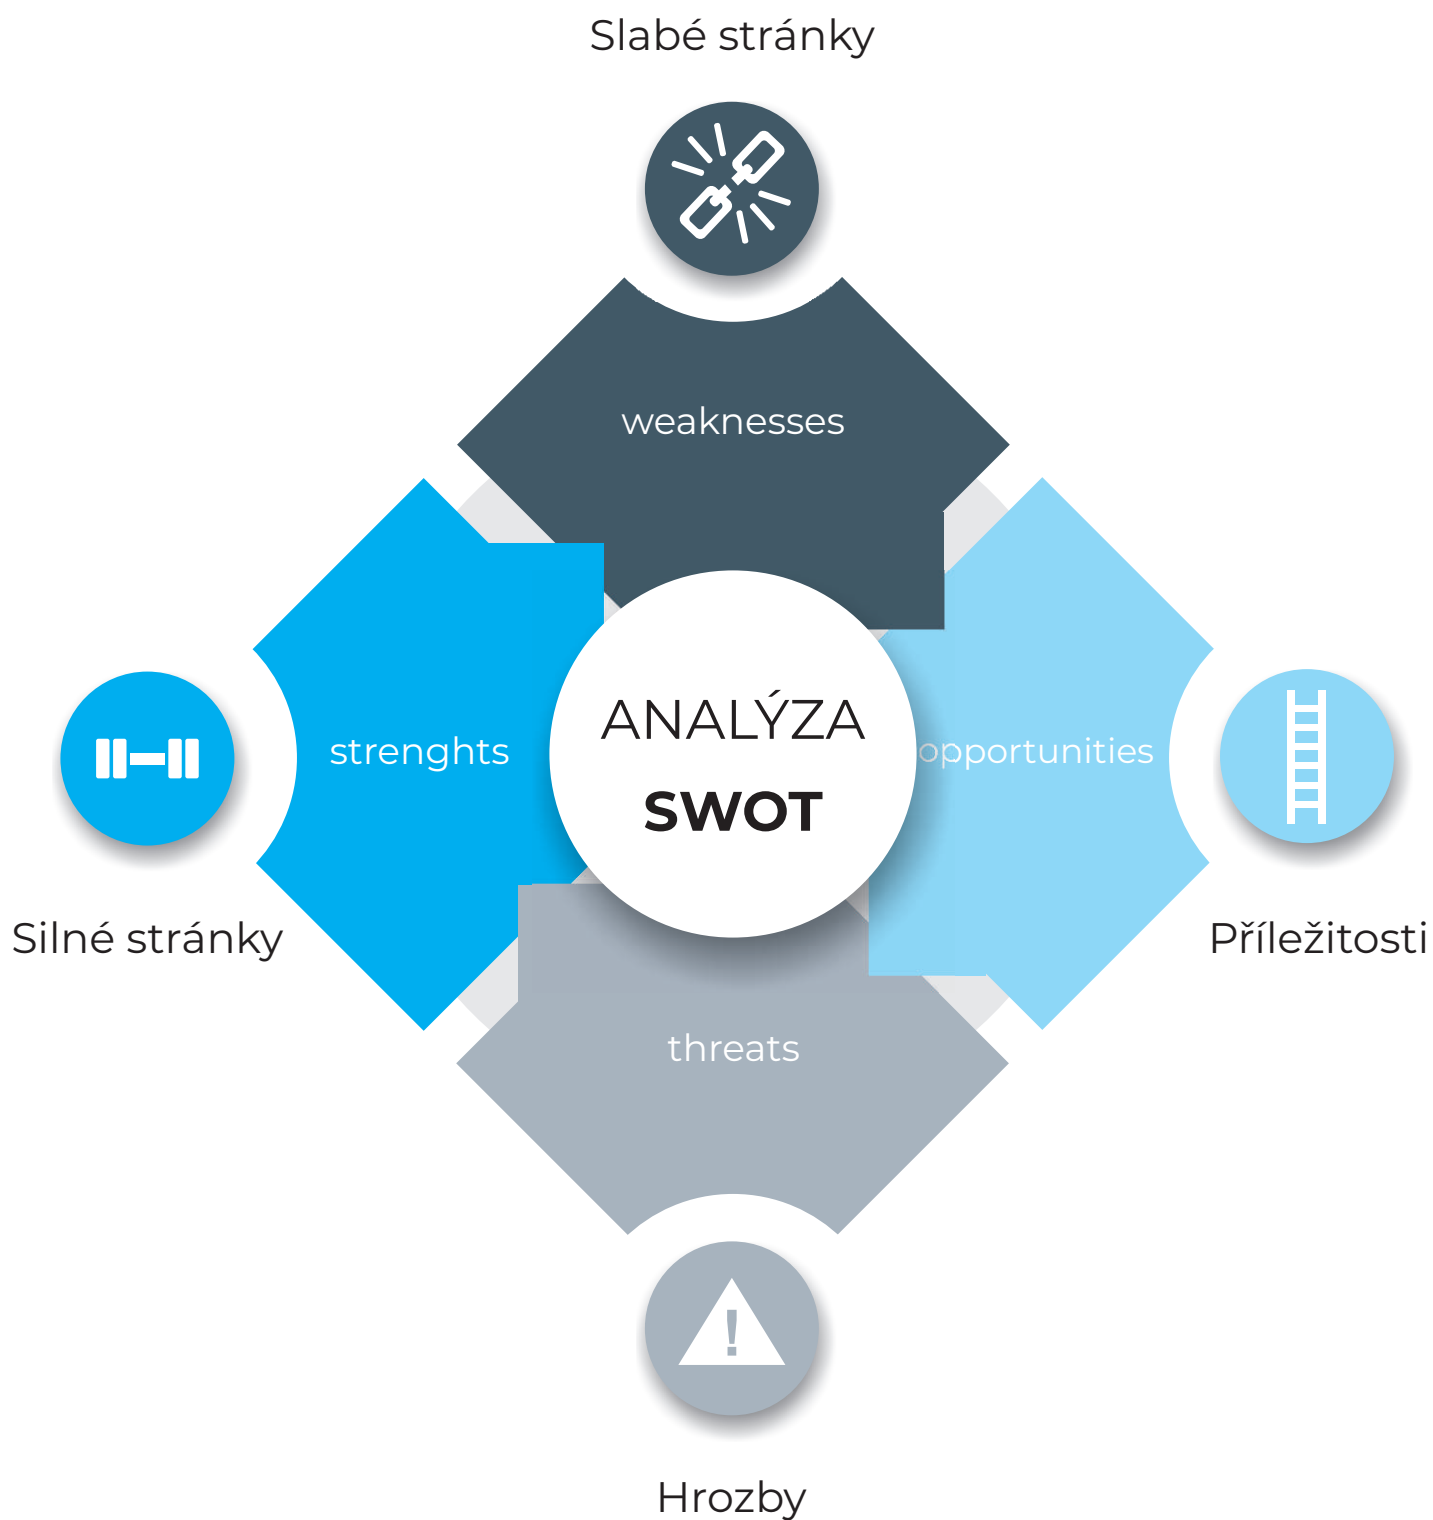 Slabé stránky
weaknesses
strenghts
ANALÝZA
SWOT
opportunities
Silné stránky
Příležitosti
threats
!
Hrozby